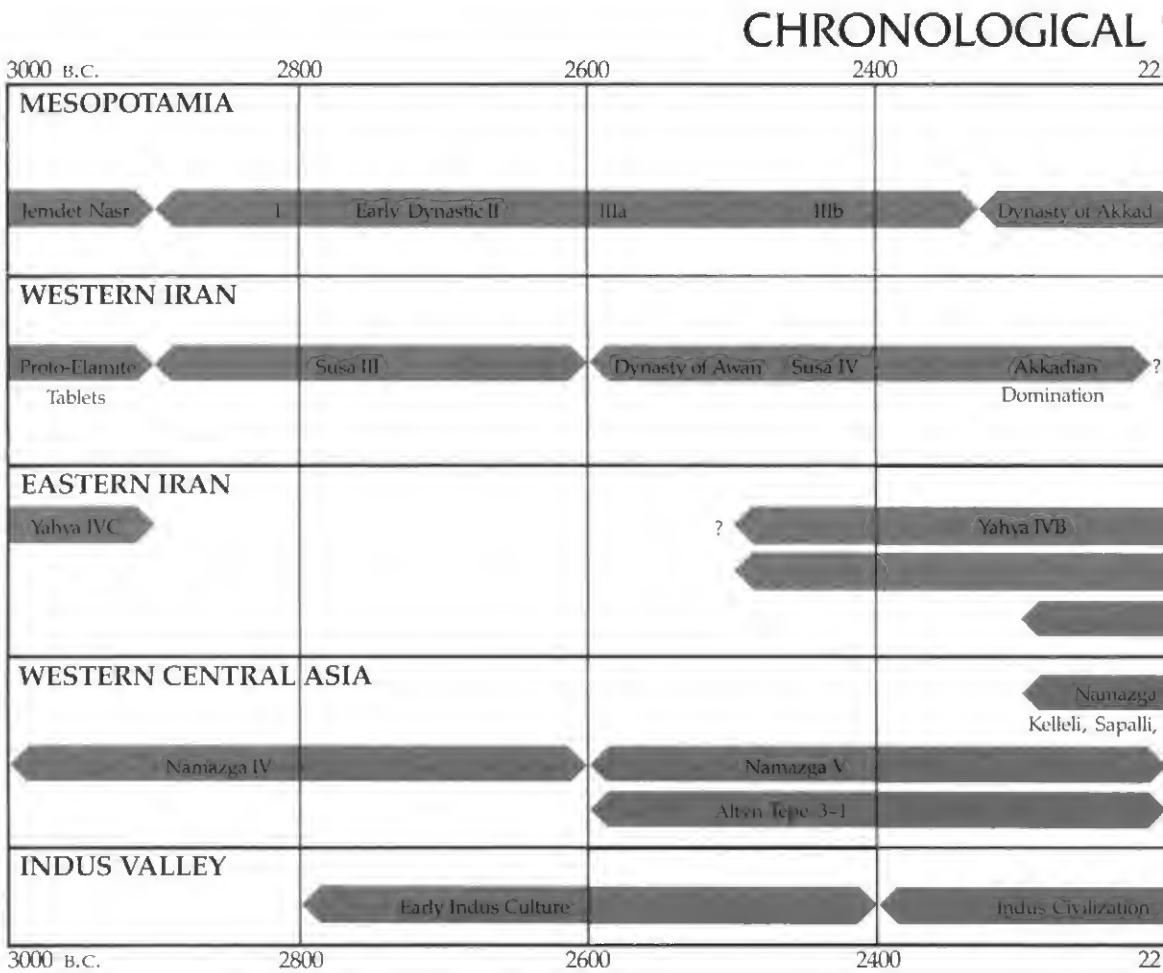 CHRONOLOGICAL
3000 B.C. 2800 2600 2400 22
MESOPOTAMIA
Jemdet Nasr I Early Dynastic II IIIa IIIb Dynasty of Akkad
WESTERN IRAN
Proto-Elamite Susa III Dynasty of Awan Susa IV Akkadian ?
Tablets Domination
EASTERN IRAN
Yahya IVC ? Yahya IVB
WESTERN CENTRAL ASIA
Namazga
Kelleli, Sapalli,
Namazga IV Namazga V
Altyn Tepe 3-1
INDUS VALLEY
Early Indus Culture Indus Civilization
3000 B.C. 2800 2600 2400 22